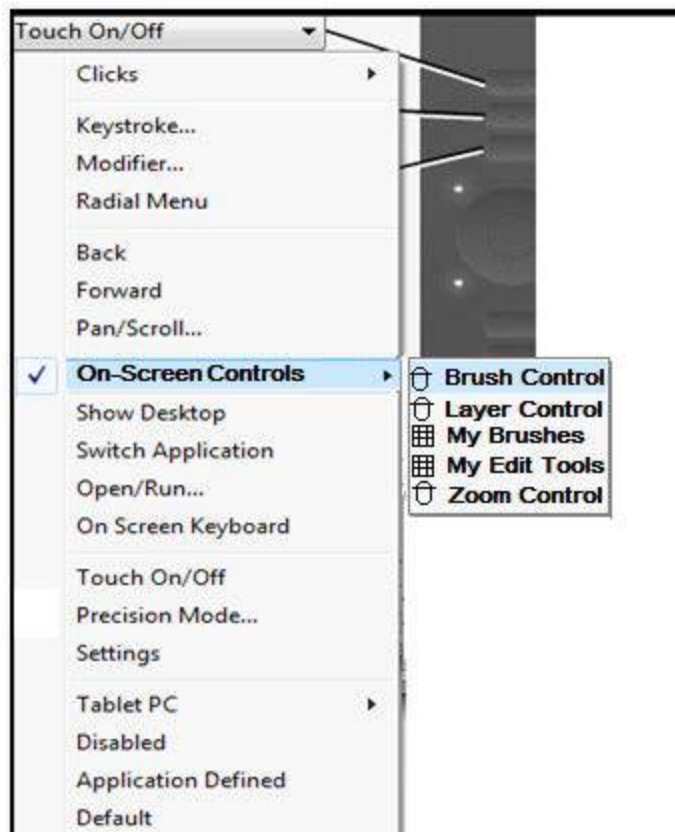 Touch On/Off
Clicks
Keystroke...
Modifier...
Radial Menu
Back
Forward
Pan/Scroll...
On-Screen Controls
Brush Control
Layer Control
My Brushes
My Edit Tools
Zoom Control
Show Desktop
Switch Application
Open/Run...
On Screen Keyboard
Touch On/Off
Precision Mode...
Settings
Tablet PC
Disabled
Application Defined
Default